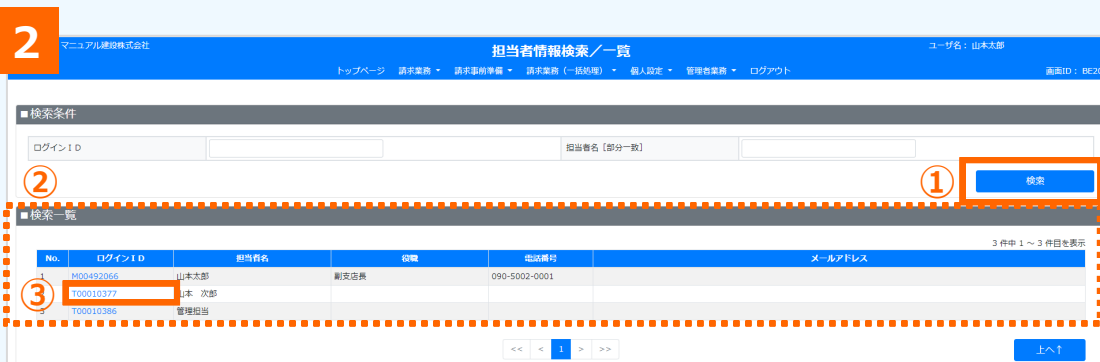 2
マニュアル建設株式会社
担当者情報検索／一覧
ユーザ名： 山本太郎
トップページ 請求業務 請求事前準備 請求業務（一括処理） 個人設定 管理者業務 ログアウト
画面ID： BE20
■検索条件
ログインＩＤ 担当者名［部分一致］
② ① 検索
■検索一覧
3 件中 1 ～ 3 件目を表示
No. ログインＩＤ 担当者名 役職 電話番号 メールアドレス
1 M00492066 山本太郎 副支店長 090-5002-0001
③ T00010377 山本 次郎
3 T00010386 管理担当
<< < 1 > >>
上へ↑